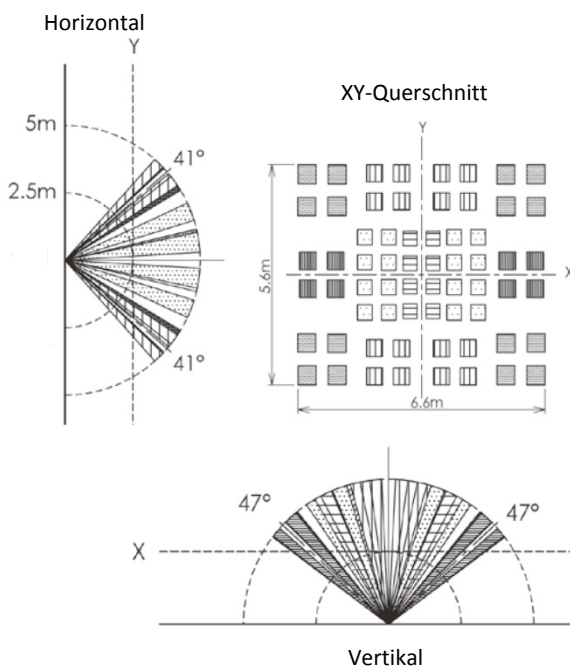 Horizontal
Y
5m
41°
2.5m
41°
XY-Querschnitt
Y
X
5.6m
6.6m
47°
47°
X
Vertikal